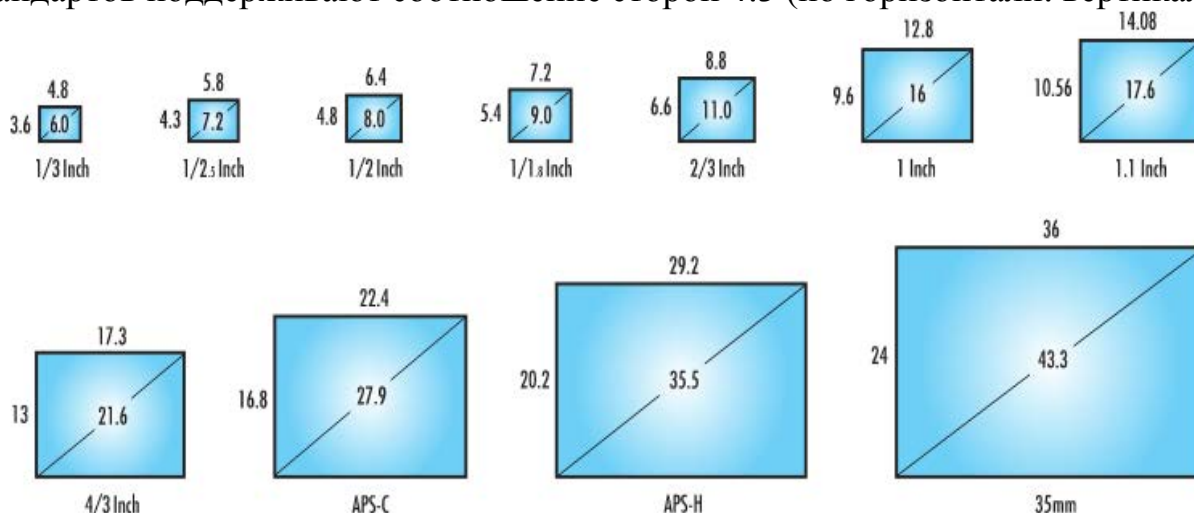 поддерживают соотношение сторон 4:3 (по горизонтали: вертикал
4.8 5.8 6.4 7.2 8.8 12.8 14.08
3.6 6.0 4.3 7.2 4.8 8.0 5.4 9.0 6.6 11.0 9.6 16 10.56 17.6
1/3 Inch 1/2.5 Inch 1/2 Inch 1/1.8 Inch 2/3 Inch 1 Inch 1.1 Inch
17.3 22.4 29.2 36
13 21.6 16.8 27.9 20.2 35.5 24 43.3
4/3 Inch APS-C APS-H 35mm